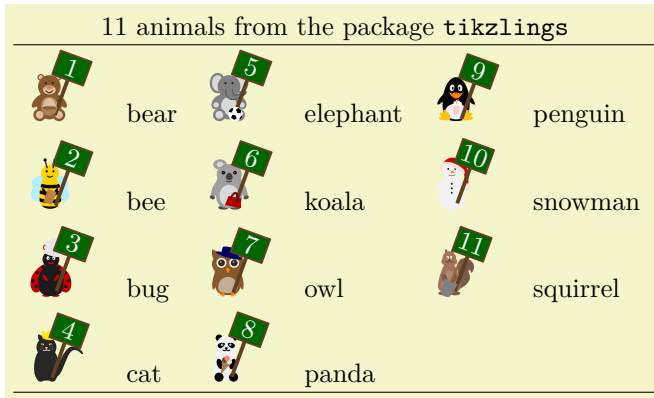 11 animals from the package tikzlings
1 bear 5 elephant 9 penguin
2 bee 6 koala 10 snowman
3 bug 7 owl 11 squirrel
4 cat 8 panda